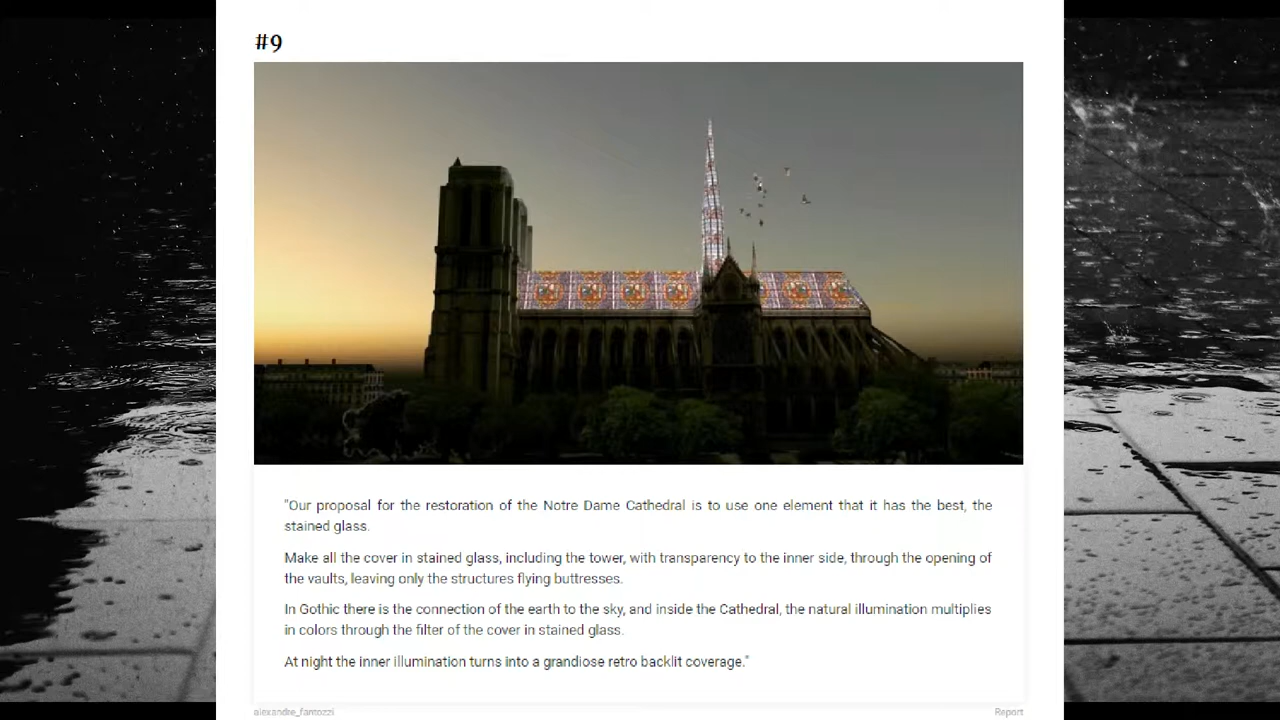 #9
"Our proposal for the restoration of the Notre Dame Cathedral is to use one element that it has the best, the
stained glass.
Make all the cover in stained glass, including the tower, with transparency to the inner side, through the opening of
the vaults, leaving only the structures flying buttresses.
In Gothic there is the connection of the earth to the sky, and inside the Cathedral, the natural illumination multiplies
in colors through the filter of the cover in stained glass.
At night the inner illumination turns into a grandiose retro backlit coverage."
alexandre_fantozzi
Report